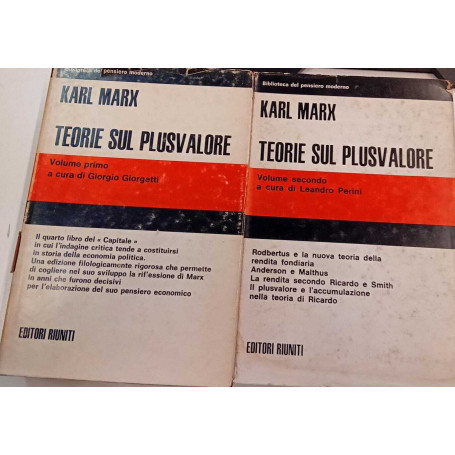 Biblioteca del pensiero moderno
KARL MARX
TEORIE SUL PLUSVALORE
Volume primo
a cura di Giorgio Giorgetti
Il quarto libro del « Capitale »
in cui l'indagine critica tende a costituirsi
in storia della economia politica.
Una edizione filologicamente rigorosa che permette
di cogliere nel suo sviluppo la riflessione di Marx
in anni che furono decisivi
per l'elaborazione del suo pensiero economico
EDITORI RIUNITI
Biblioteca del pensiero moderno
KARL MARX
TEORIE SUL PLUSVALORE
Volume secondo
a cura di Leandro Perini
Rodbertus e la nuova teoria della
rendita fondiaria
Anderson e Malthus
La rendita secondo Ricardo e Smith
Il plusvalore e l'accumulazione
nella teoria di Ricardo
EDITORI RIUNITI